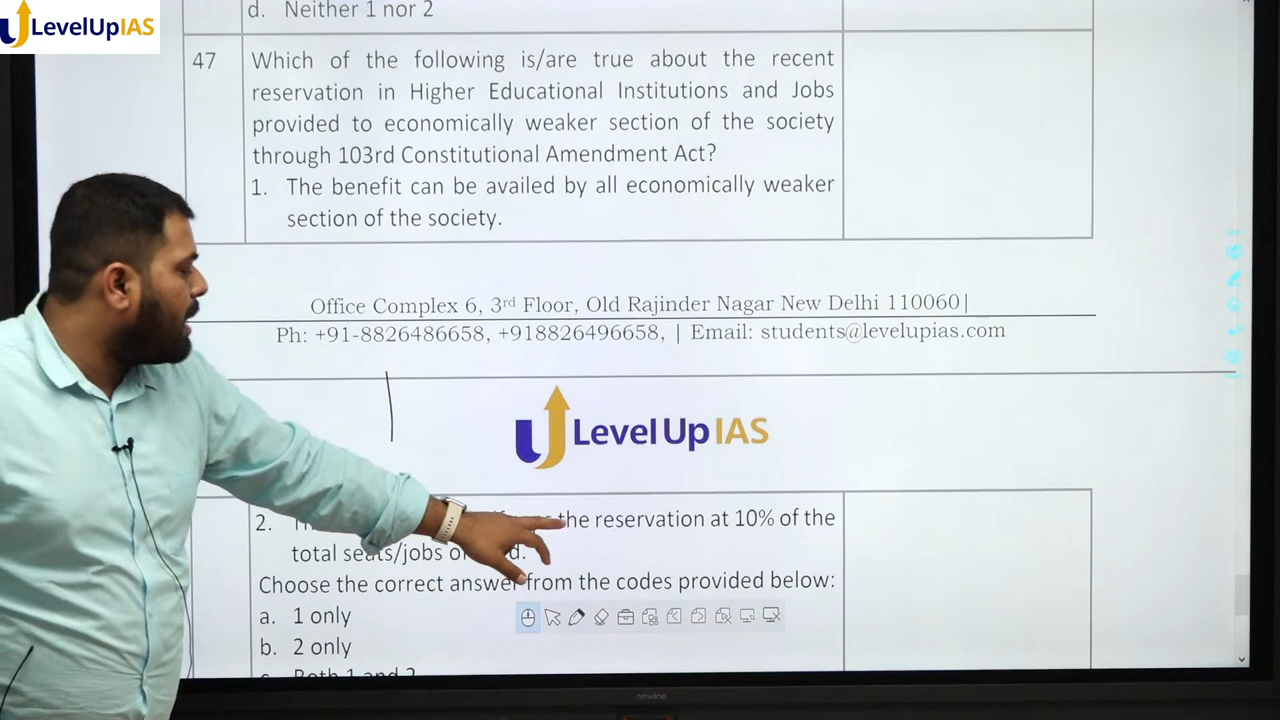 LevelUpIAS
d. Neither 1 nor 2
47
Which of the following is/are true about the recent
reservation in Higher Educational Institutions and Jobs
provided to economically weaker section of the society
through 103rd Constitutional Amendment Act?
1. The benefit can be availed by all economically weaker
section of the society.
Office Complex 6, 3rd Floor, Old Rajinder Nagar New Delhi 110060|
Ph: +91-8826486658, +918826496658, | Email: students@levelupias.com
Level Up IAS
2. the reservation at 10% of the
total seats/jobs
Choose the correct answer from the codes provided below:
a. 1 only
b. 2 only
c. Both 1 and 2
newline